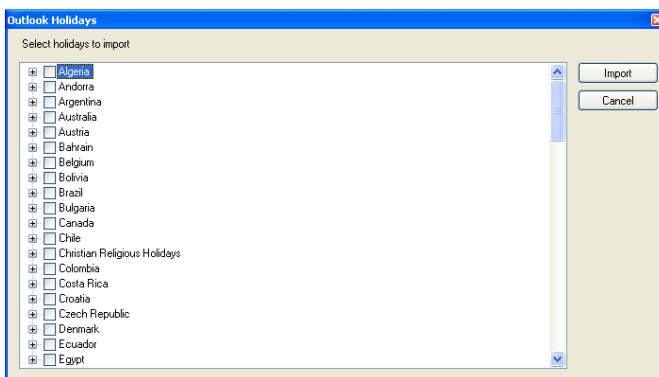 Outlook Holidays
Select holidays to import
Algeria
Andorra
Argentina
Australia
Austria
Bahrain
Belgium
Bolivia
Brazil
Bulgaria
Canada
Chile
Christian Religious Holidays
Colombia
Costa Rica
Croatia
Czech Republic
Denmark
Ecuador
Egypt
Import
Cancel